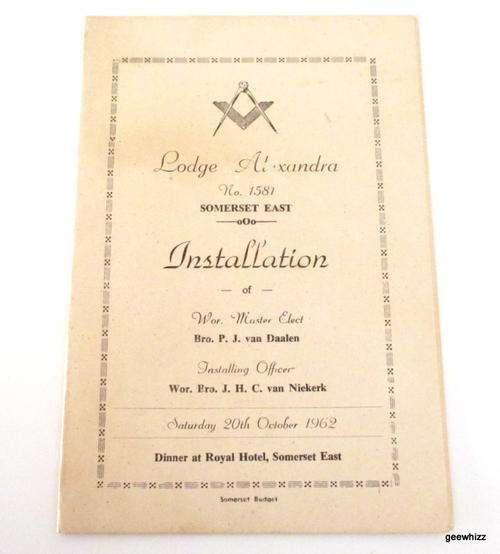 Lodge Alexandra
No. 1581
SOMERSET EAST
oOo
Installation
— of —
Wor. Master Elect
Bro. P. J. van Daalen
Installing Officer
Wor. Bro. J. H. C. van Niekerk
Saturday 20th October 1962
Dinner at Royal Hotel, Somerset East
Somerset Budget
geewhizz